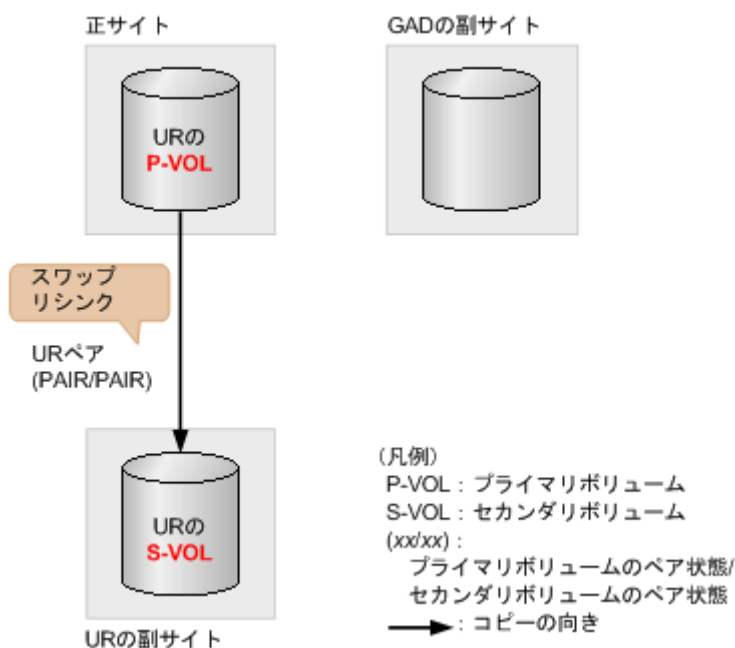 正サイト
GADの副サイト
URの
P-VOL
スワップ
リシンク
URペア
(PAIR/PAIR)
URの
S-VOL
URの副サイト
(凡例)
P-VOL：プライマリボリューム
S-VOL：セカンダリボリューム
(xx/xx)：
プライマリボリュームのペア状態/
セカンダリボリュームのペア状態
：コピーの向き